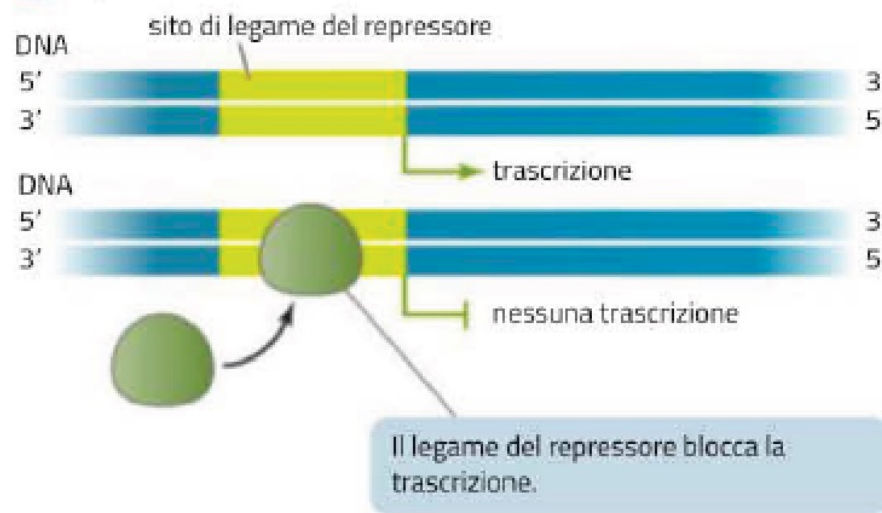 sito di legame del repressore
DNA
5' 3
3' 5
trascrizione
DNA
5' 3
3' 5
nessuna trascrizione
Il legame del repressore blocca la
trascrizione.